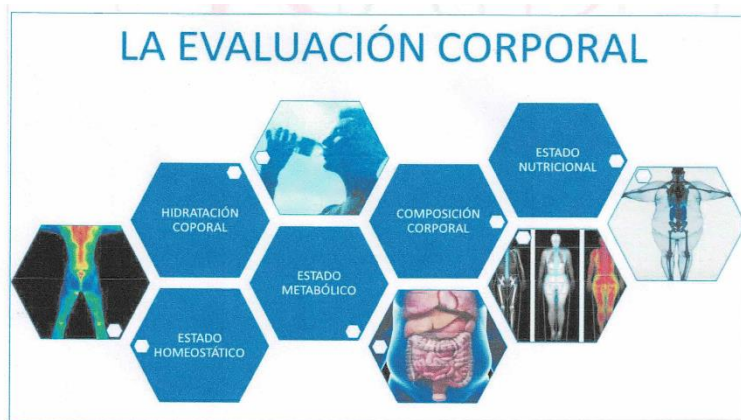 LA EVALUACIÓN CORPORAL
ESTADO
NUTRICIONAL
HIDRATACIÓN
COPORAL
COMPOSICIÓN
CORPORAL
ESTADO
METABÓLICO
ESTADO
HOMEOSTÁTICO